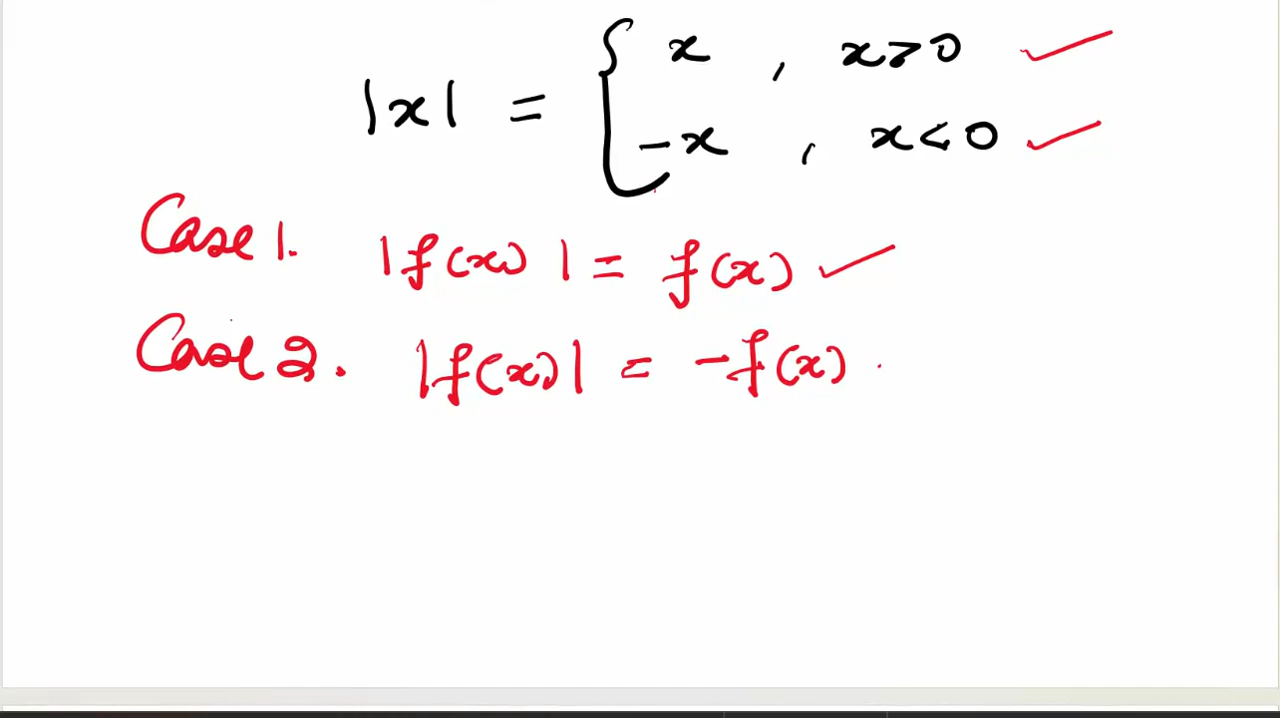 |x| = { x , x≥0
-x , x<0
Case 1. |f(x)| = f(x)
Case 2. |f(x)| = -f(x).